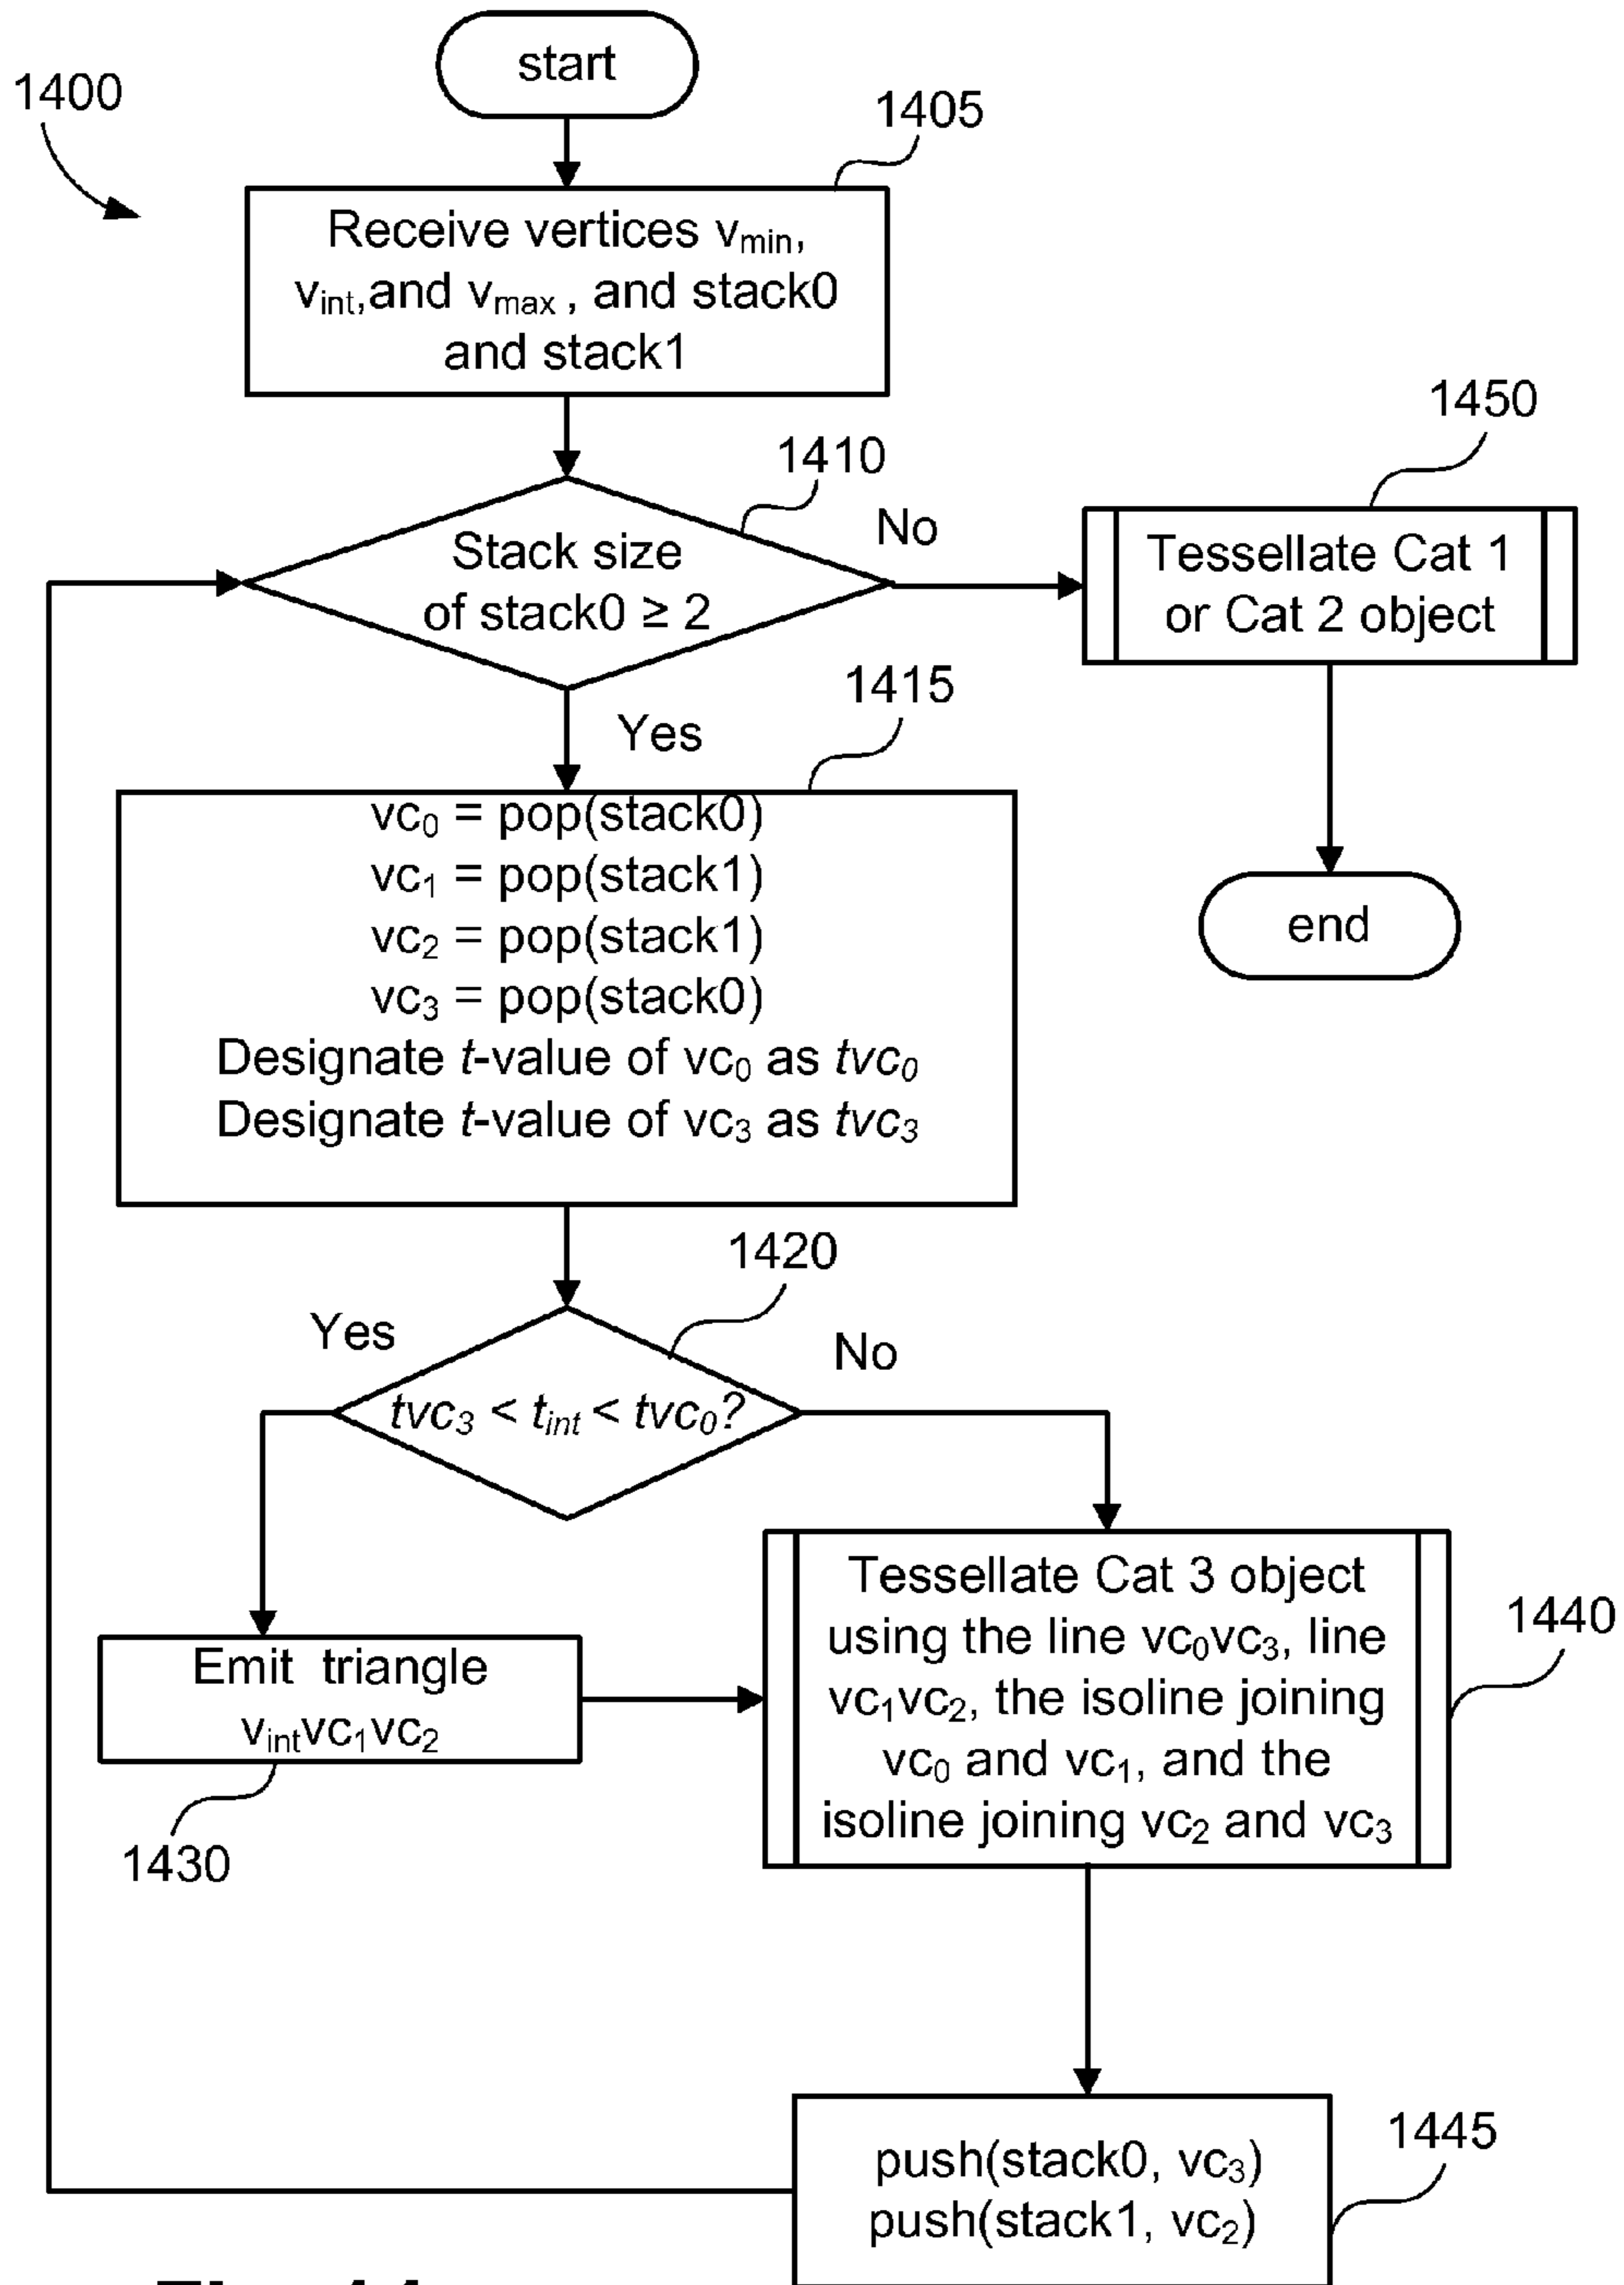 start
1400
1405
Receive vertices vmin,
vint,and vmax , and stack0
and stack1
1450
1410
No
Stack size
of stack0 ≥ 2
Tessellate Cat 1
or Cat 2 object
1415
Yes
vc0 = pop(stack0)
vc1 = pop(stack1)
vc2 = pop(stack1)
vc3 = pop(stack0)
Designate t-value of vc0 as tvc0
Designate t-value of vc3 as tvc3
end
1420
Yes
No
tvc3 < tint < tvc0?
Tessellate Cat 3 object
using the line vc0vc3, line
vc1vc2, the isoline joining
vc0 and vc1, and the
isoline joining vc2 and vc3
1440
Emit triangle
vintvc1vc2
1430
1445
push(stack0, vc3)
push(stack1, vc2)